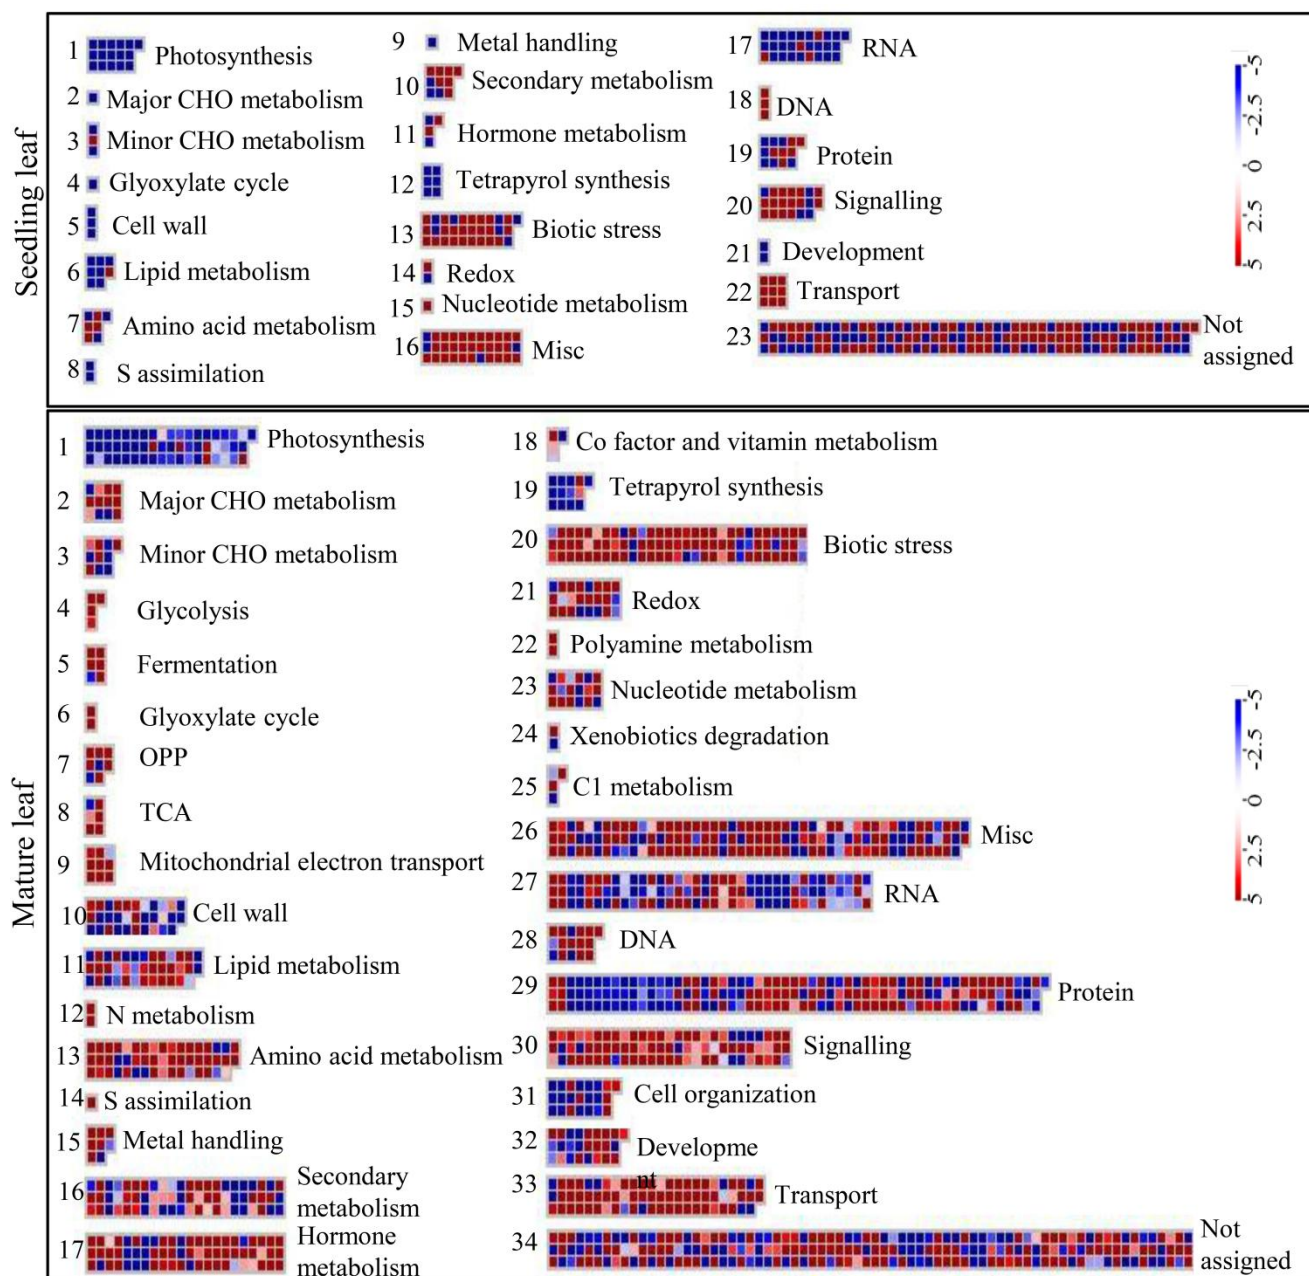 Seedling leaf
1 Photosynthesis
2 Major CHO metabolism
3 Minor CHO metabolism
4 Glyoxylate cycle
5 Cell wall
6 Lipid metabolism
7 Amino acid metabolism
8 S assimilation
9 Metal handling
10 Secondary metabolism
11 Hormone metabolism
12 Tetrapyrol synthesis
13 Biotic stress
14 Redox
15 Nucleotide metabolism
16 Misc
17 RNA
18 DNA
19 Protein
20 Signalling
21 Development
22 Transport
23 Not
assigned
-5
-2.5
0
2.5
5
Mature leaf
1 Photosynthesis
2 Major CHO metabolism
3 Minor CHO metabolism
4 Glycolysis
5 Fermentation
6 Glyoxylate cycle
7 OPP
8 TCA
9 Mitochondrial electron transport
10 Cell wall
11 Lipid metabolism
12 N metabolism
13 Amino acid metabolism
14 S assimilation
15 Metal handling
16 Secondary
metabolism
17 Hormone
metabolism
18 Co factor and vitamin metabolism
19 Tetrapyrol synthesis
20 Biotic stress
21 Redox
22 Polyamine metabolism
23 Nucleotide metabolism
24 Xenobiotics degradation
25 C1 metabolism
26 Misc
27 RNA
28 DNA
29 Protein
30 Signalling
31 Cell organization
32 Developme
nt
33 Transport
34 Not
assigned
-5
-2.5
0
2.5
5